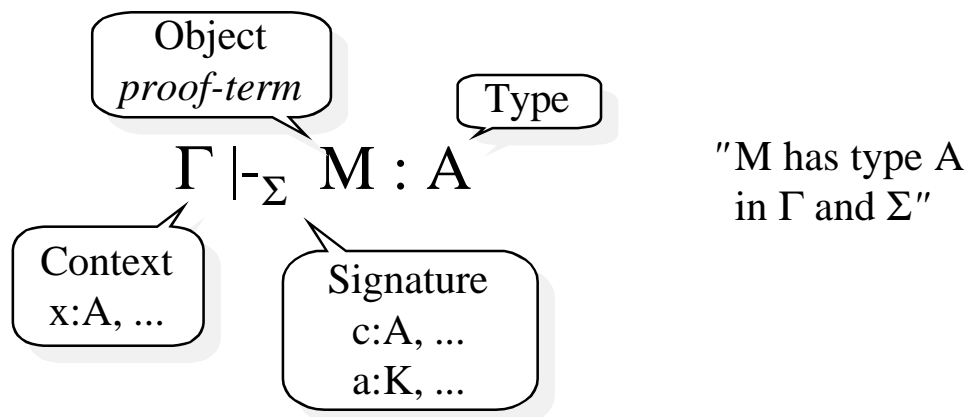 Object
proof-term
Type
Γ |-Σ M : A
"M has type A
in Γ and Σ"
Context
x:A, ...
Signature
c:A, ...
a:K, ...